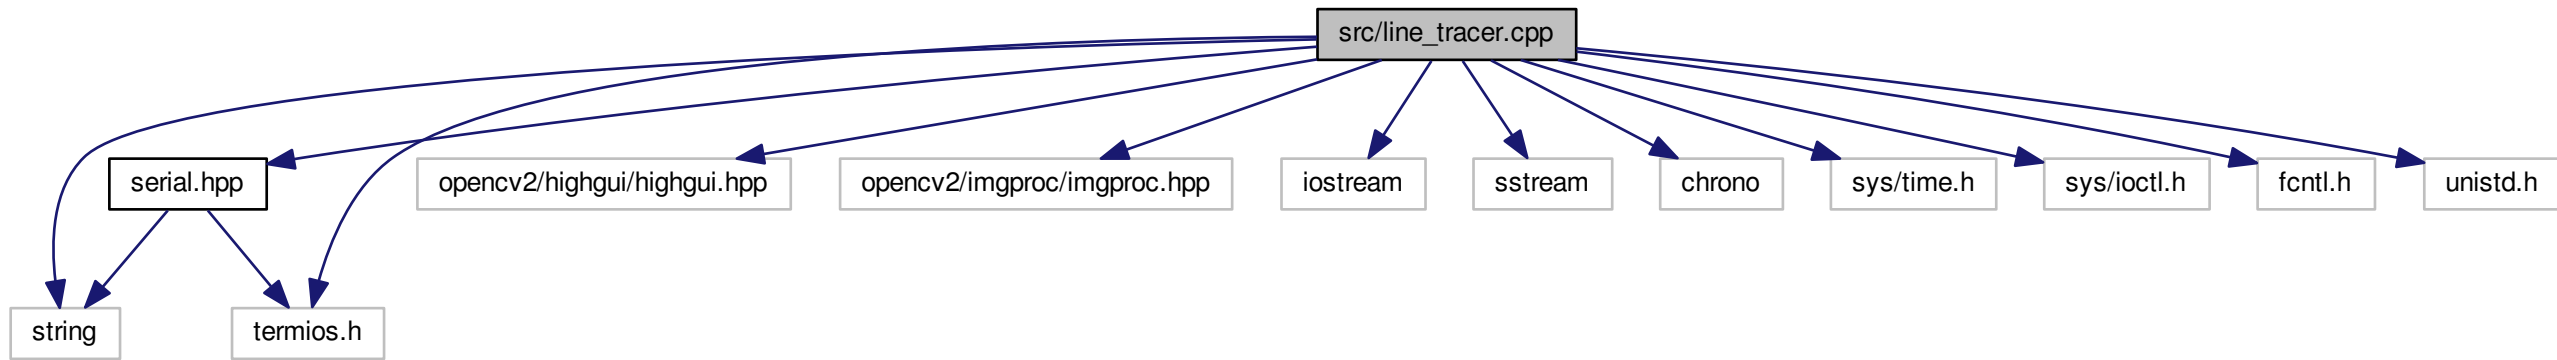 src/line_tracer.cpp
serial.hpp
opencv2/highgui/highgui.hpp
opencv2/imgproc/imgproc.hpp
iostream
sstream
chrono
sys/time.h
sys/ioctl.h
fcntl.h
unistd.h
string
termios.h